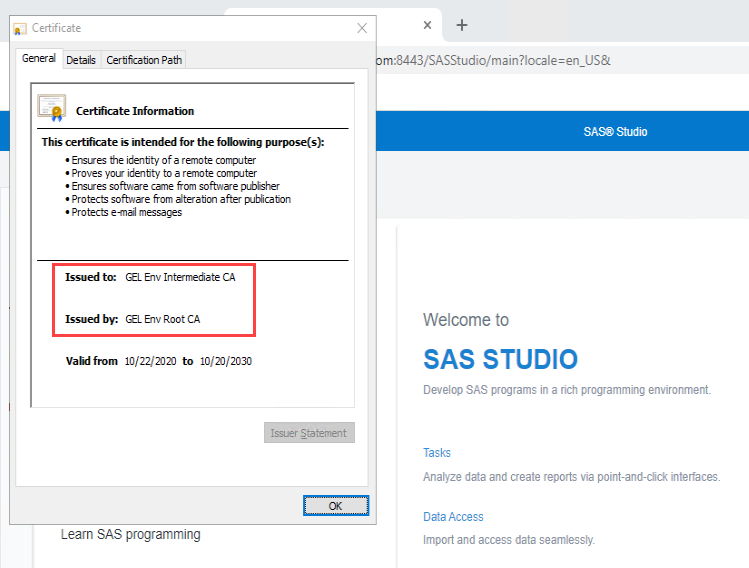 Certificate
General Details Certification Path
Certificate Information
This certificate is intended for the following purpose(s):
• Ensures the identity of a remote computer
• Proves your identity to a remote computer
• Ensures software came from software publisher
• Protects software from alteration after publication
• Protects e-mail messages
Issued to: GEL Env Intermediate CA
Issued by: GEL Env Root CA
Valid from 10/22/2020 to 10/20/2030
Issuer Statement
OK
om:8443/SASStudio/main?locale=en_US&
SAS® Studio
Welcome to
SAS STUDIO
Develop SAS programs in a rich programming environment.
Tasks
Analyze data and create reports via point-and-click interfaces.
Data Access
Import and access data seamlessly.
Learn SAS programming